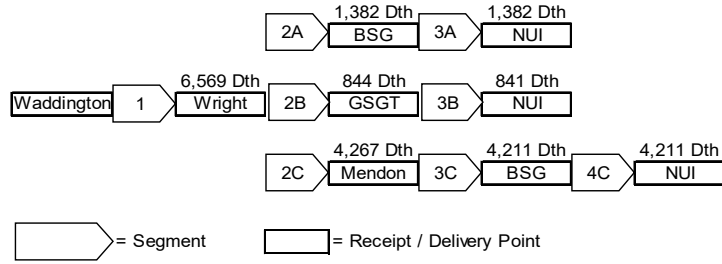 1,382 Dth 1,382 Dth
2A BSG 3A NUI
6,569 Dth 844 Dth 841 Dth
Waddington 1 Wright 2B GSGT 3B NUI
4,267 Dth 4,211 Dth 4,211 Dth
2C Mendon 3C BSG 4C NUI
= Segment = Receipt / Delivery Point